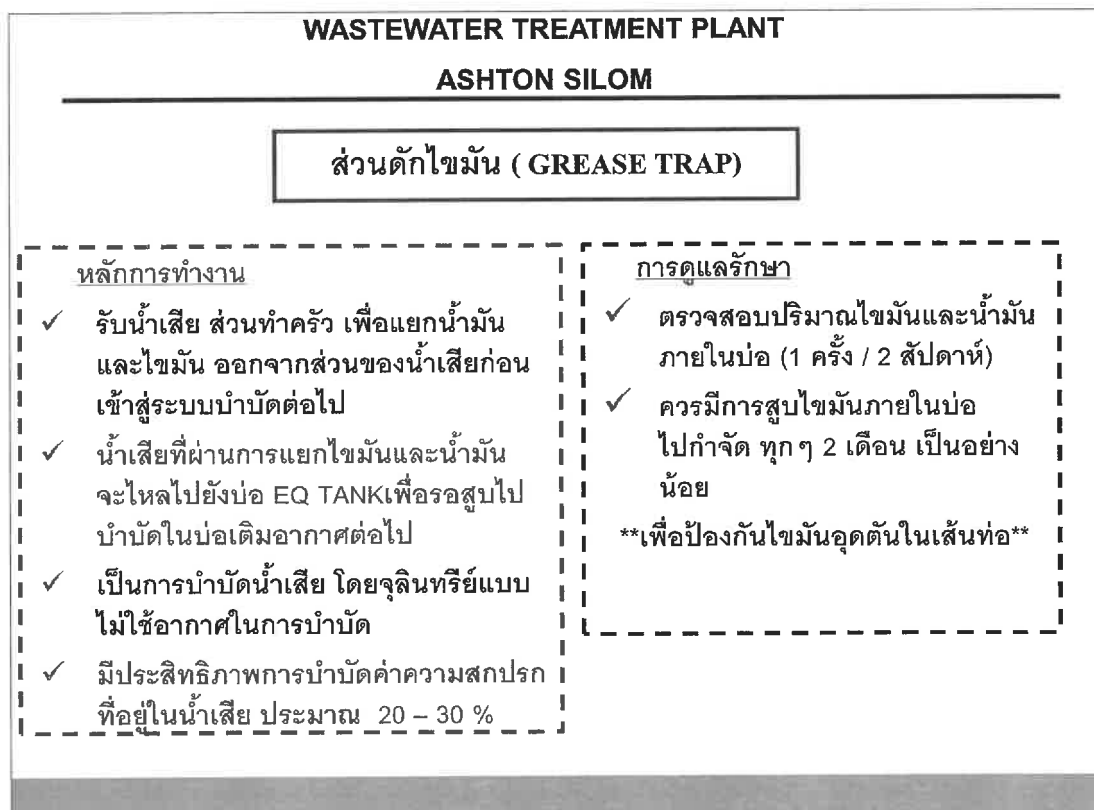 WASTEWATER TREATMENT PLANT
ASHTON SILOM
ส่วนดักไขมัน ( GREASE TRAP)
หลักการทำงาน
✓ รับน้ำเสีย ส่วนทำครัว เพื่อแยกน้ำมัน
และไขมัน ออกจากส่วนของน้ำเสียก่อน
เข้าสู่ระบบบำบัดต่อไป
✓ น้ำเสียที่ผ่านการแยกไขมันและน้ำมัน
จะไหลไปยังบ่อ EQ TANKเพื่อรอสูบไป
บำบัดในบ่อเติมอากาศต่อไป
✓ เป็นการบำบัดน้ำเสีย โดยจุลินทรีย์แบบ
ไม่ใช้อากาศในการบำบัด
✓ มีประสิทธิภาพการบำบัดค่าความสกปรก
ที่อยู่ในน้ำเสีย ประมาณ 20 – 30 %
การดูแลรักษา
✓ ตรวจสอบปริมาณไขมันและน้ำมัน
ภายในบ่อ (1 ครั้ง / 2 สัปดาห์)
✓ ควรมีการสูบไขมันภายในบ่อ
ไปกำจัด ทุกๆ 2 เดือน เป็นอย่าง
น้อย
**เพื่อป้องกันไขมันอุดตันในเส้นท่อ**